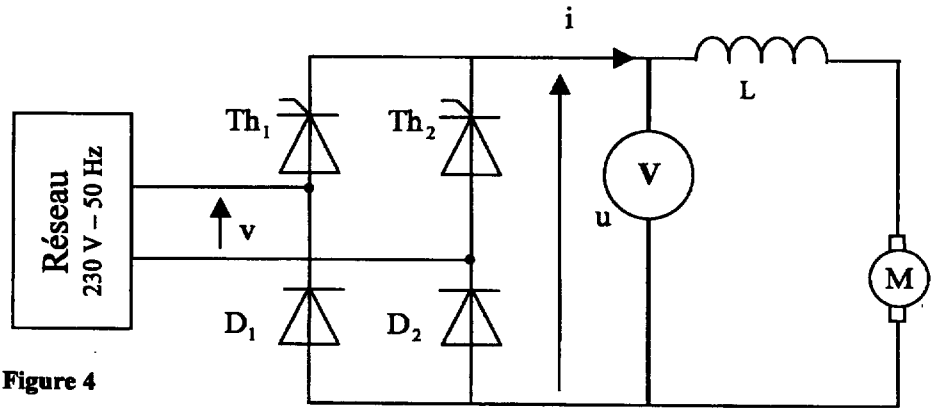 i
L
Th₁
Th₂
V
Réseau
230 V – 50 Hz
v
u
M
D₁
D₂
Figure 4